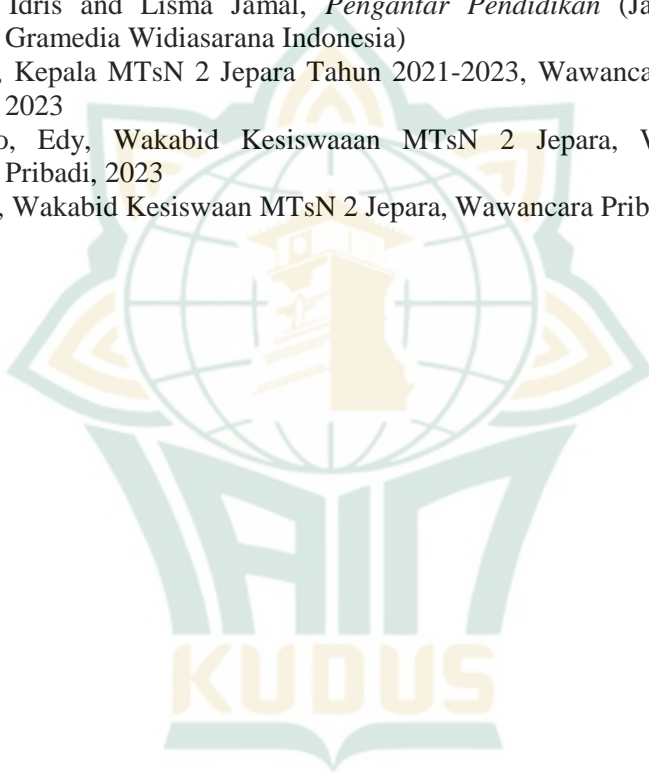 Idris and Lisma Jamal, Pengantar Pendidikan (Ja
Gramedia Widiasarana Indonesia)
, Kepala MTsN 2 Jepara Tahun 2021-2023, Wawanca
2023
o, Edy, Wakabid Kesiswaaan MTsN 2 Jepara, W
Pribadi, 2023
, Wakabid Kesiswaan MTsN 2 Jepara, Wawancara Prib
IAIN
KUDUS